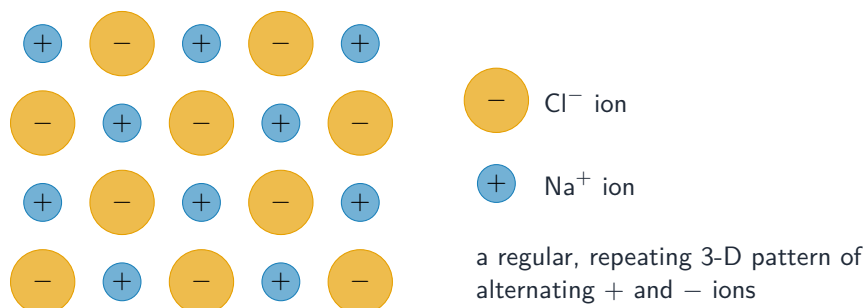 + − + − +
− + − + −
+ − + − +
− + − + −
− Cl⁻ ion
+ Na⁺ ion
a regular, repeating 3-D pattern of
alternating + and − ions